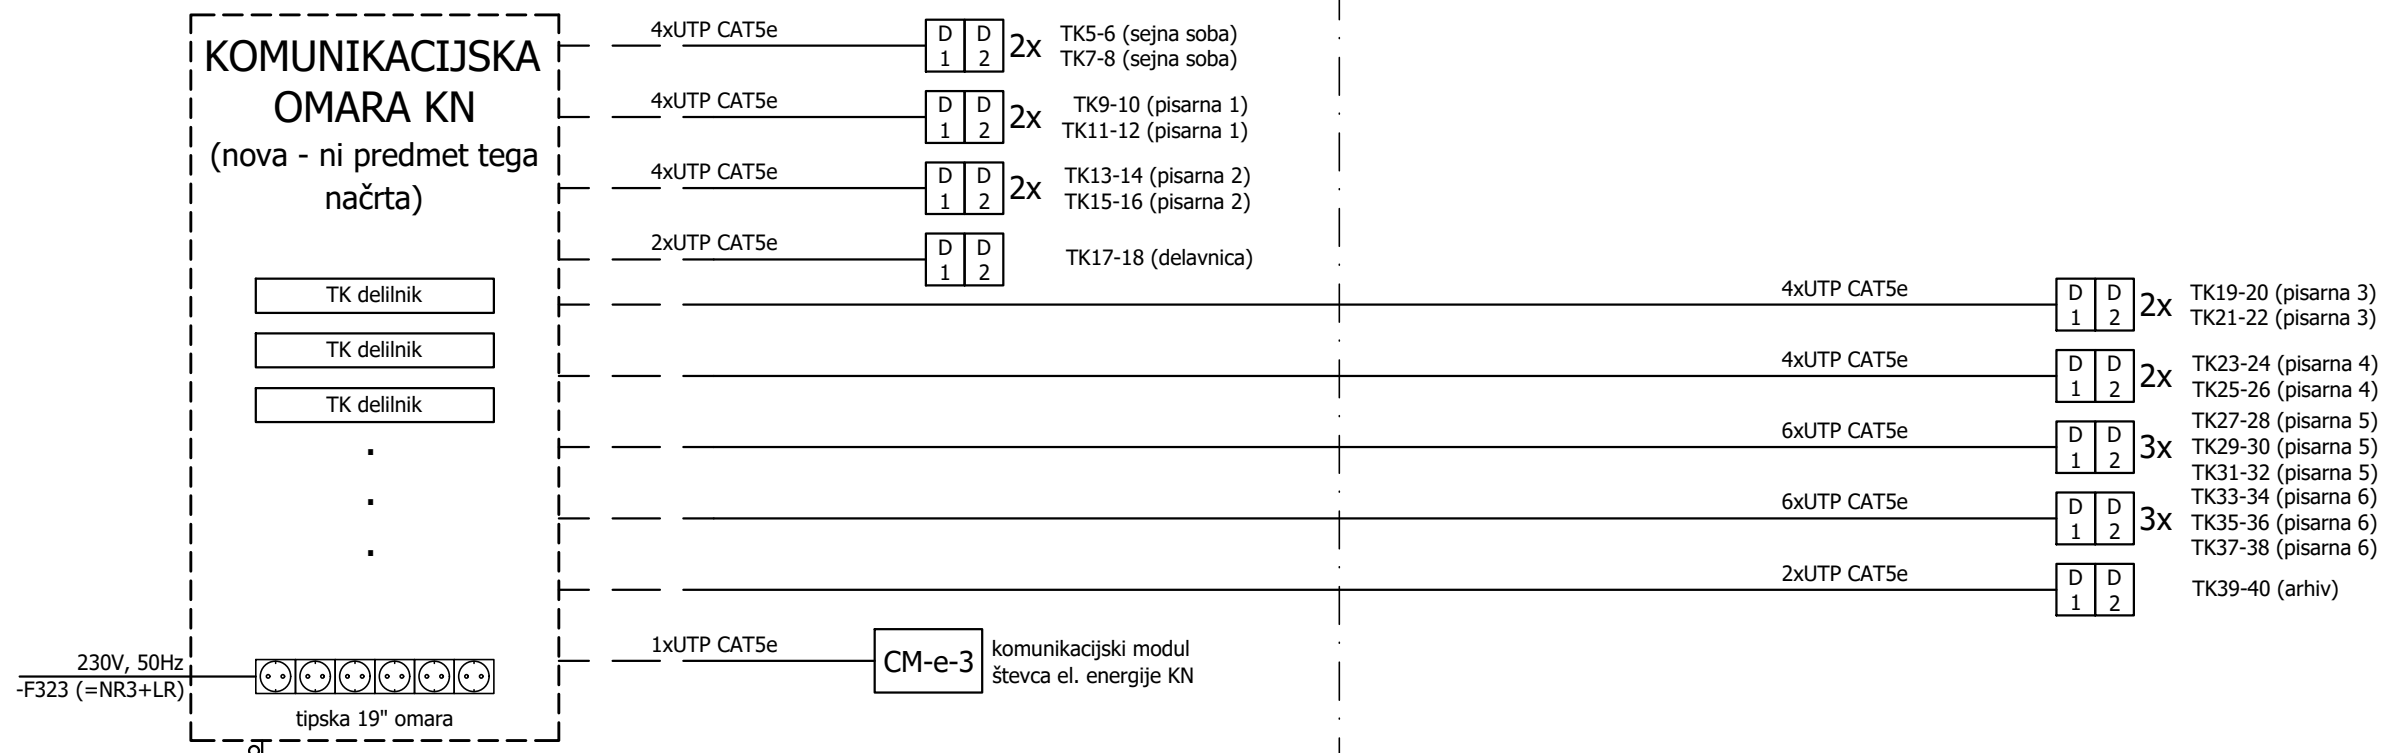 KOMUNIKACIJSKA
OMARA KN
(nova - ni predmet tega
načrta)
TK delilnik
TK delilnik
TK delilnik
.
.
.
230V, 50Hz
-F323 (=NR3+LR)
tipska 19" omara
4xUTP CAT5e
D D
1 2
2x
TK5-6 (sejna soba)
TK7-8 (sejna soba)
4xUTP CAT5e
D D
1 2
2x
TK9-10 (pisarna 1)
TK11-12 (pisarna 1)
4xUTP CAT5e
D D
1 2
2x
TK13-14 (pisarna 2)
TK15-16 (pisarna 2)
2xUTP CAT5e
D D
1 2
TK17-18 (delavnica)
4xUTP CAT5e
D D
1 2
2x
TK19-20 (pisarna 3)
TK21-22 (pisarna 3)
4xUTP CAT5e
D D
1 2
2x
TK23-24 (pisarna 4)
TK25-26 (pisarna 4)
6xUTP CAT5e
D D
1 2
3x
TK27-28 (pisarna 5)
TK29-30 (pisarna 5)
TK31-32 (pisarna 5)
6xUTP CAT5e
D D
1 2
3x
TK33-34 (pisarna 6)
TK35-36 (pisarna 6)
TK37-38 (pisarna 6)
2xUTP CAT5e
D D
1 2
TK39-40 (arhiv)
1xUTP CAT5e
CM-e-3
komunikacijski modul
števca el. energije KN